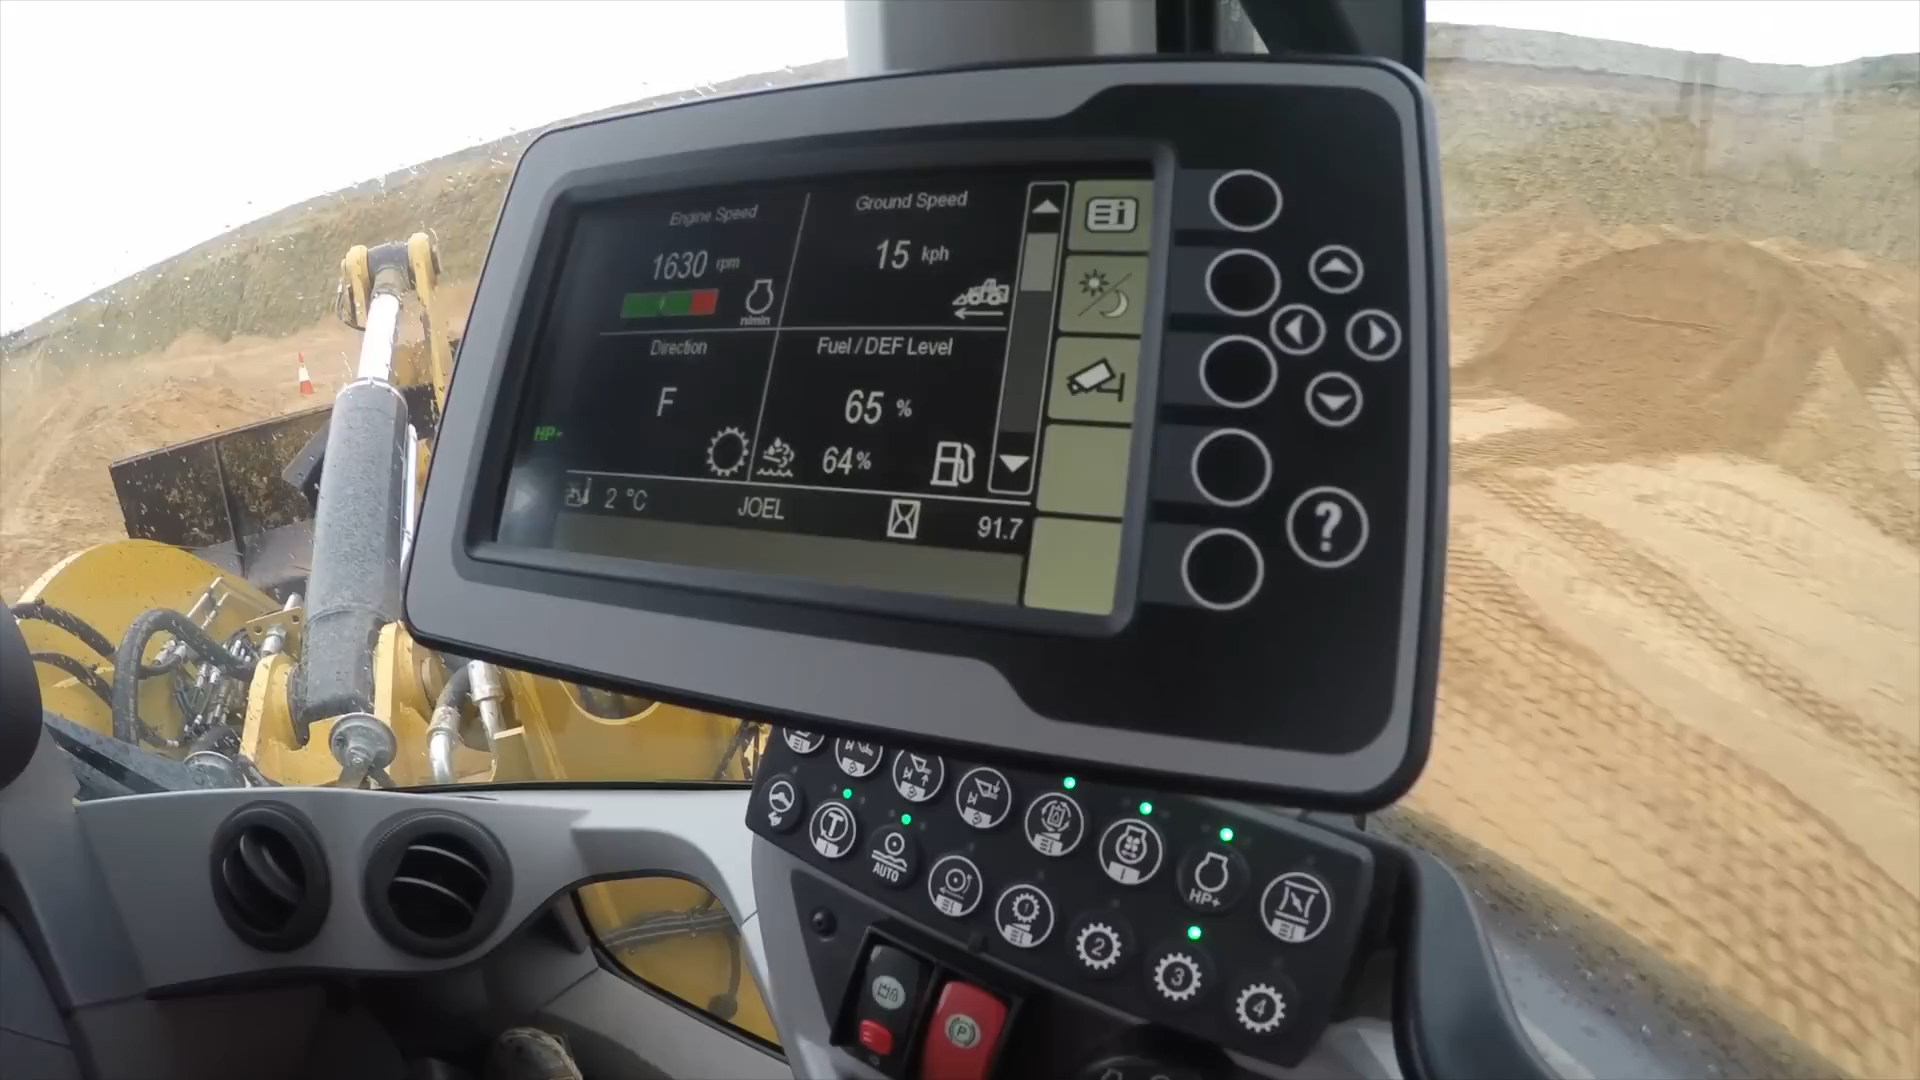 Engine Speed
1630 rpm
n/min
Ground Speed
15 kph
Direction
F
Fuel / DEF Level
65 %
64%
HP-
2 °C
JOEL
91.7
?
T
AUTO
HP+
1
2
3
4
P